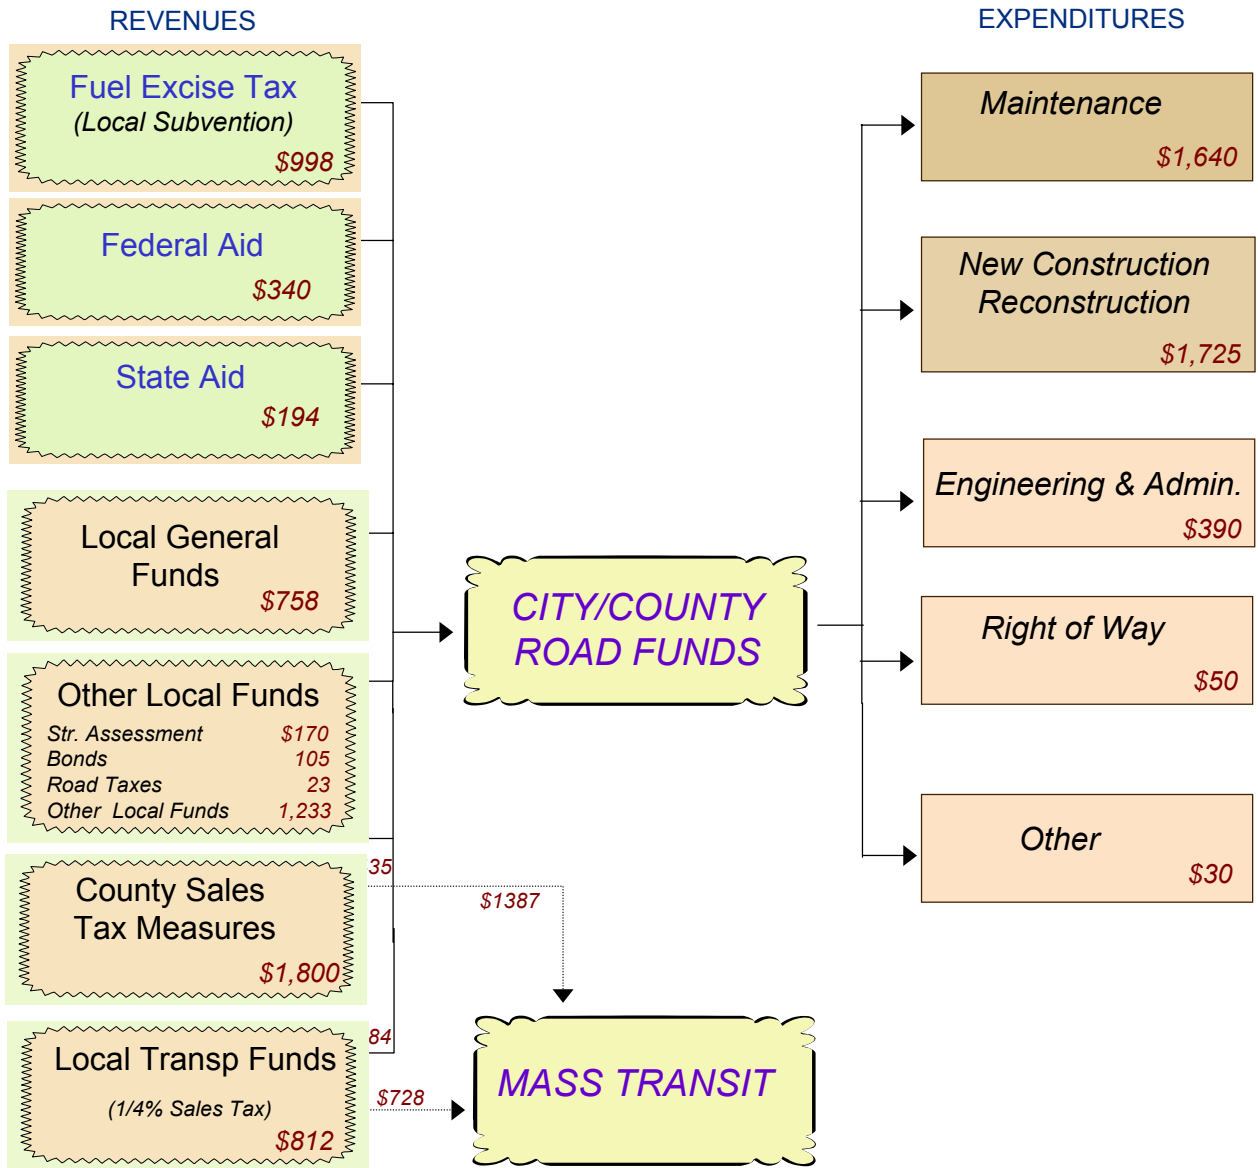 REVENUES
Fuel Excise Tax
(Local Subvention)
$998
Federal Aid
$340
State Aid
$194
Local General
Funds
$758
Other Local Funds
Str. Assessment $170
Bonds 105
Road Taxes 23
Other Local Funds 1,233
35
County Sales
Tax Measures
$1,800
$1387
84
Local Transp Funds
(1/4% Sales Tax)
$812
$728
CITY/COUNTY
ROAD FUNDS
MASS TRANSIT
EXPENDITURES
Maintenance
$1,640
New Construction
Reconstruction
$1,725
Engineering & Admin.
$390
Right of Way
$50
Other
$30